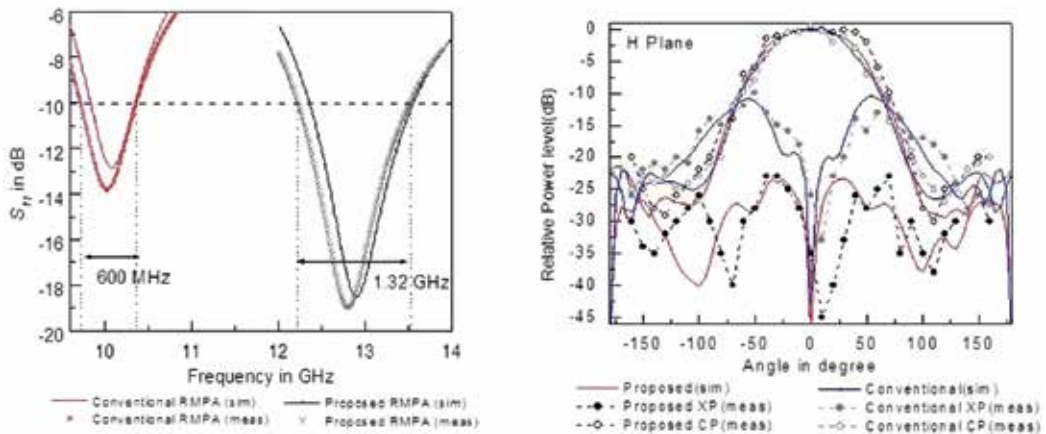 -6
-8
-10
-12
-14
-16
-18
-20
S11 in dB
600 MHz
1.32 GHz
10 11 12 13 14
Frequency in GHz
Conventional RMPA (sim)
Proposed RMPA (sim)
Conventional RMPA (meas)
Proposed RMPA (meas)
H Plane
0
-5
-10
-15
-20
-25
-30
-35
-40
-45
Relative Power level(dB)
-150 -100 -50 0 50 100 150
Angle in degree
Proposed(sim)
Conventional(sim)
Proposed XP(meas)
Conventional XP(meas)
Proposed CP(meas)
Conventional CP(meas)